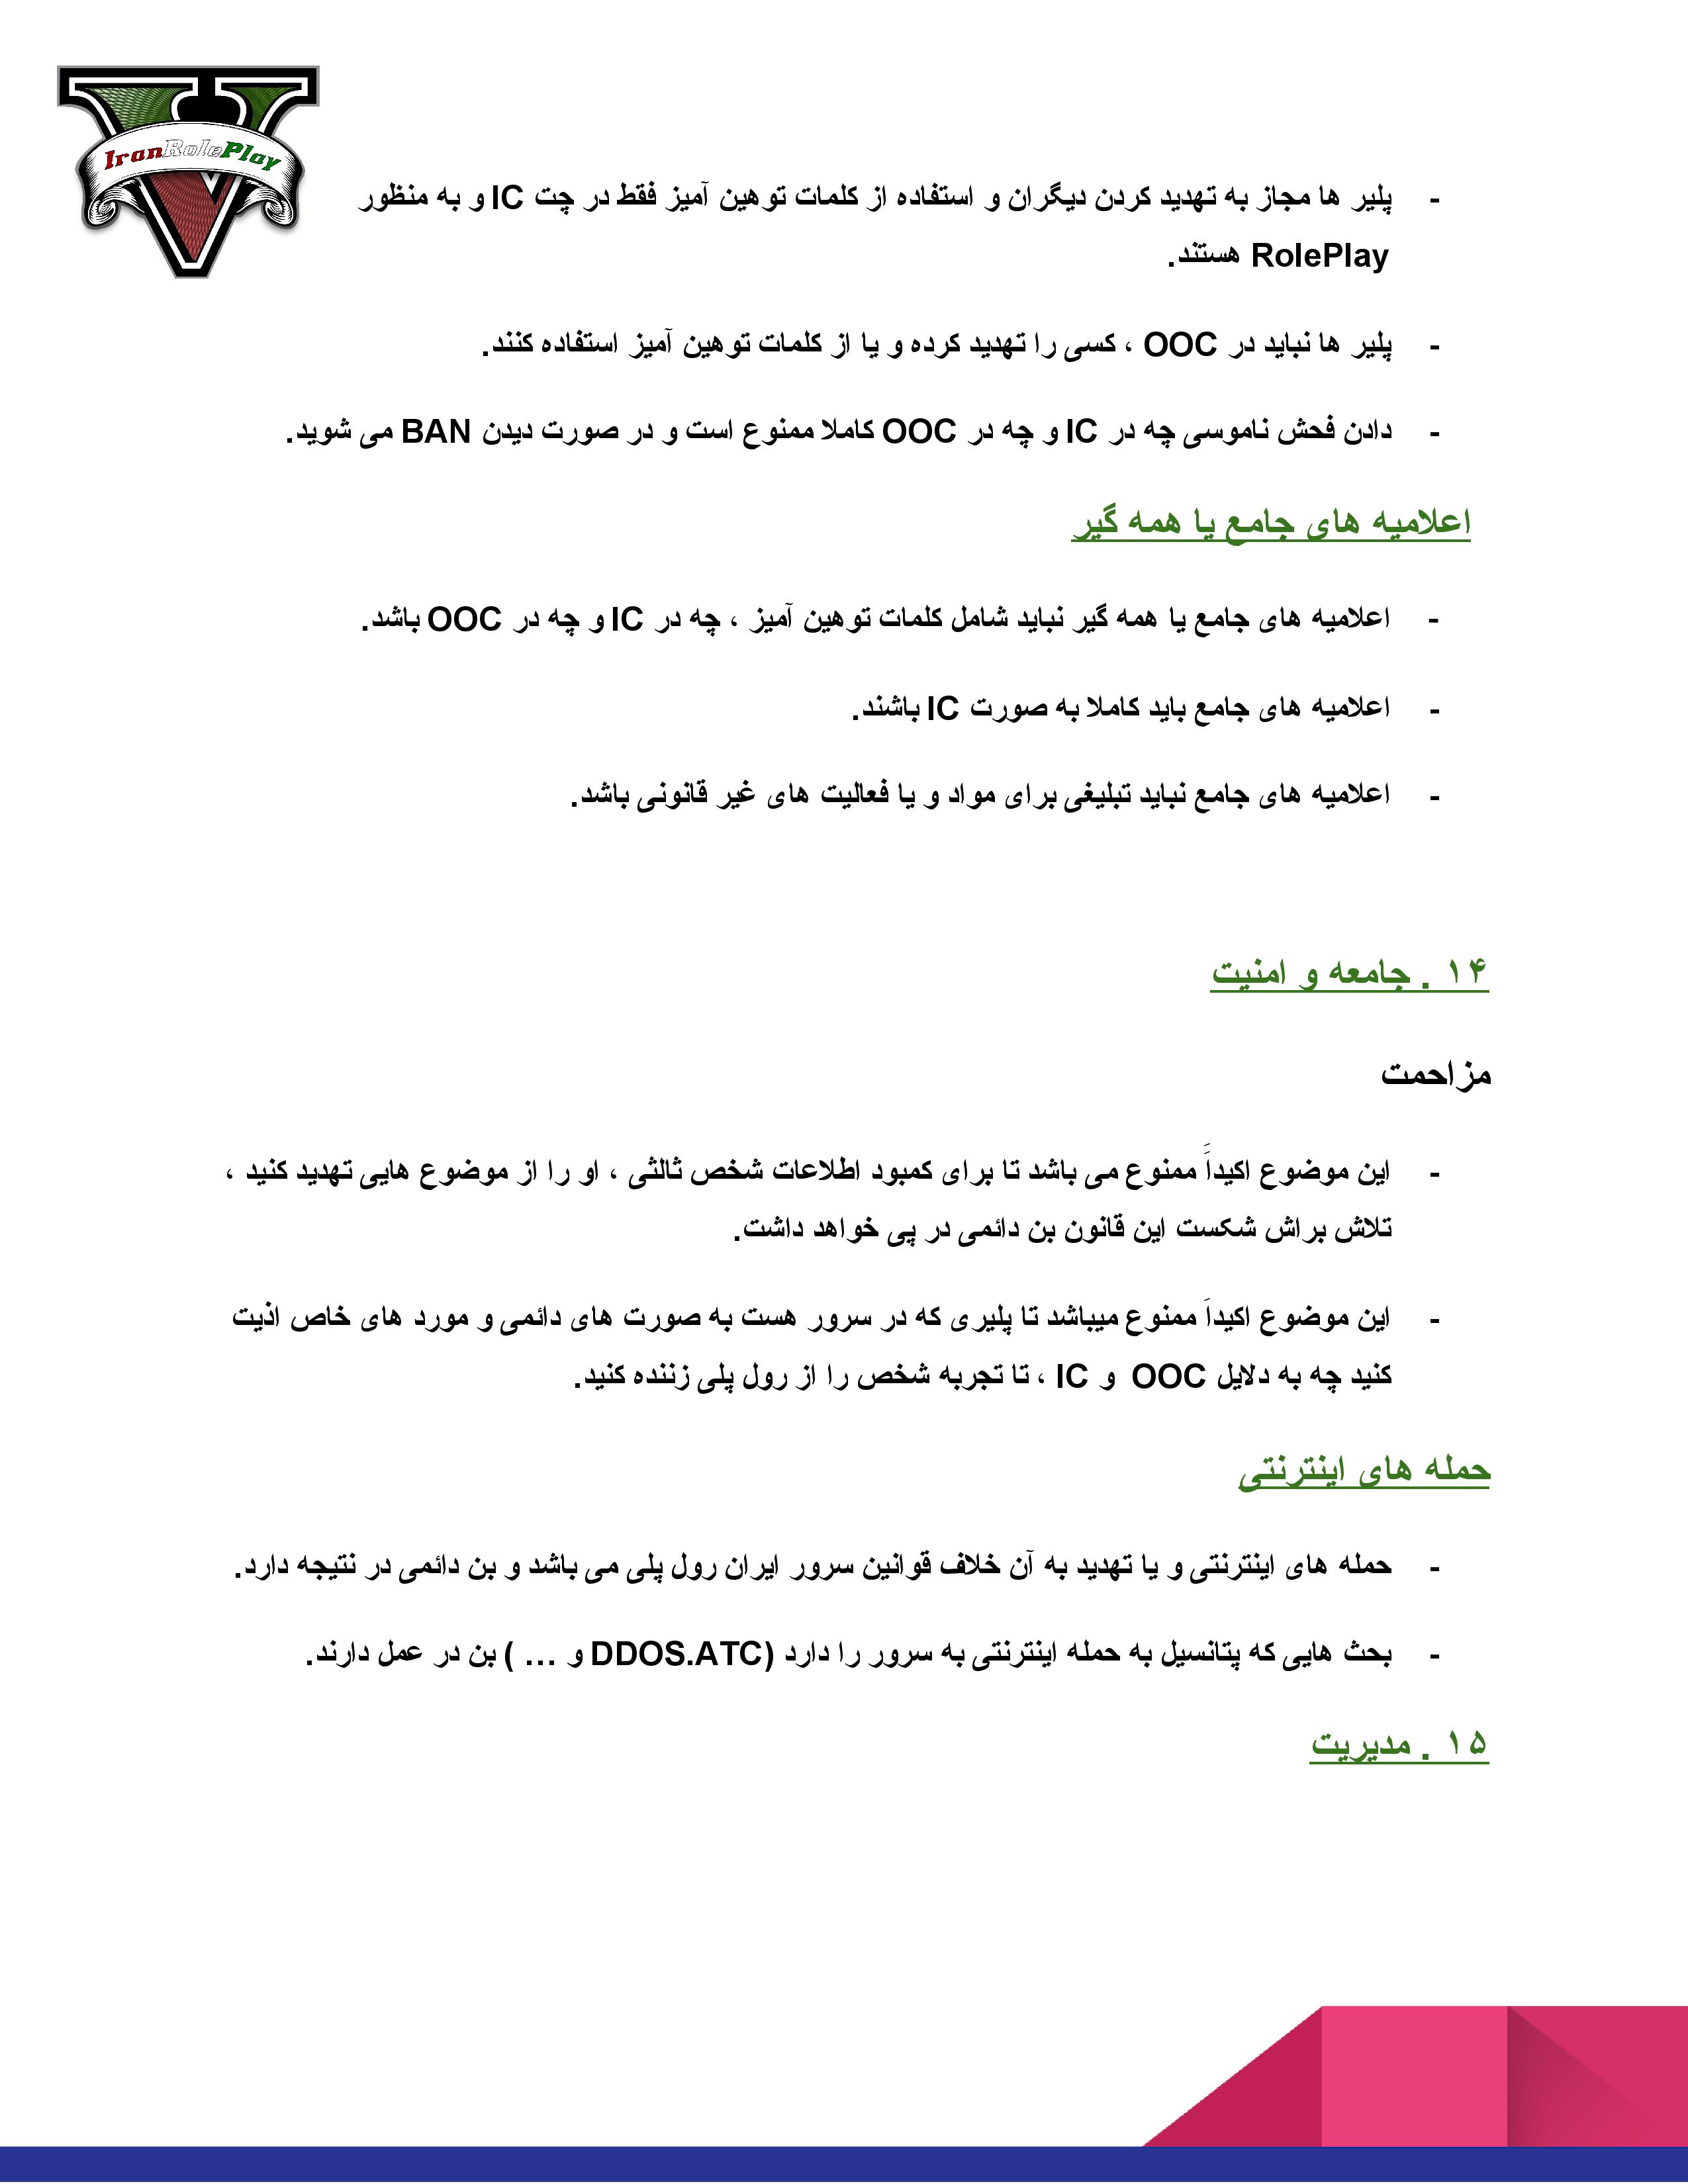 IranRolePlay
- پلیر ها مجاز به تهدید کردن دیگران و استفاده از کلمات توهین آمیز فقط در چت IC و به منظور
RolePlay هستند.
- پلیر ها نباید در OOC ، کسی را تهدید کرده و یا از کلمات توهین آمیز استفاده کنند.
- دادن فحش ناموسی چه در IC و چه در OOC کاملا ممنوع است و در صورت دیدن BAN می شوید.
اعلامیه های جامع یا همه گیر
- اعلامیه های جامع یا همه گیر نباید شامل کلمات توهین آمیز ، چه در IC و چه در OOC باشد.
- اعلامیه های جامع باید کاملا به صورت IC باشند.
- اعلامیه های جامع نباید تبلیغی برای مواد و یا فعالیت های غیر قانونی باشد.
۱۴ . جامعه و امنیت
مزاحمت
- این موضوع اکیداَ ممنوع می باشد تا برای کمبود اطلاعات شخص ثالثی ، او را از موضوع هایی تهدید کنید ،
تلاش براش شکست این قانون بن دائمی در پی خواهد داشت.
- این موضوع اکیداَ ممنوع میباشد تا پلیری که در سرور هست به صورت های دائمی و مورد های خاص اذیت
کنید چه به دلایل OOC و IC ، تا تجربه شخص را از رول پلی زننده کنید.
حمله های اینترنتی
- حمله های اینترنتی و یا تهدید به آن خلاف قوانین سرور ایران رول پلی می باشد و بن دائمی در نتیجه دارد.
- بحث هایی که پتانسیل به حمله اینترنتی به سرور را دارد (DDOS.ATC و ... ) بن در عمل دارند.
۱۵ . مدیریت